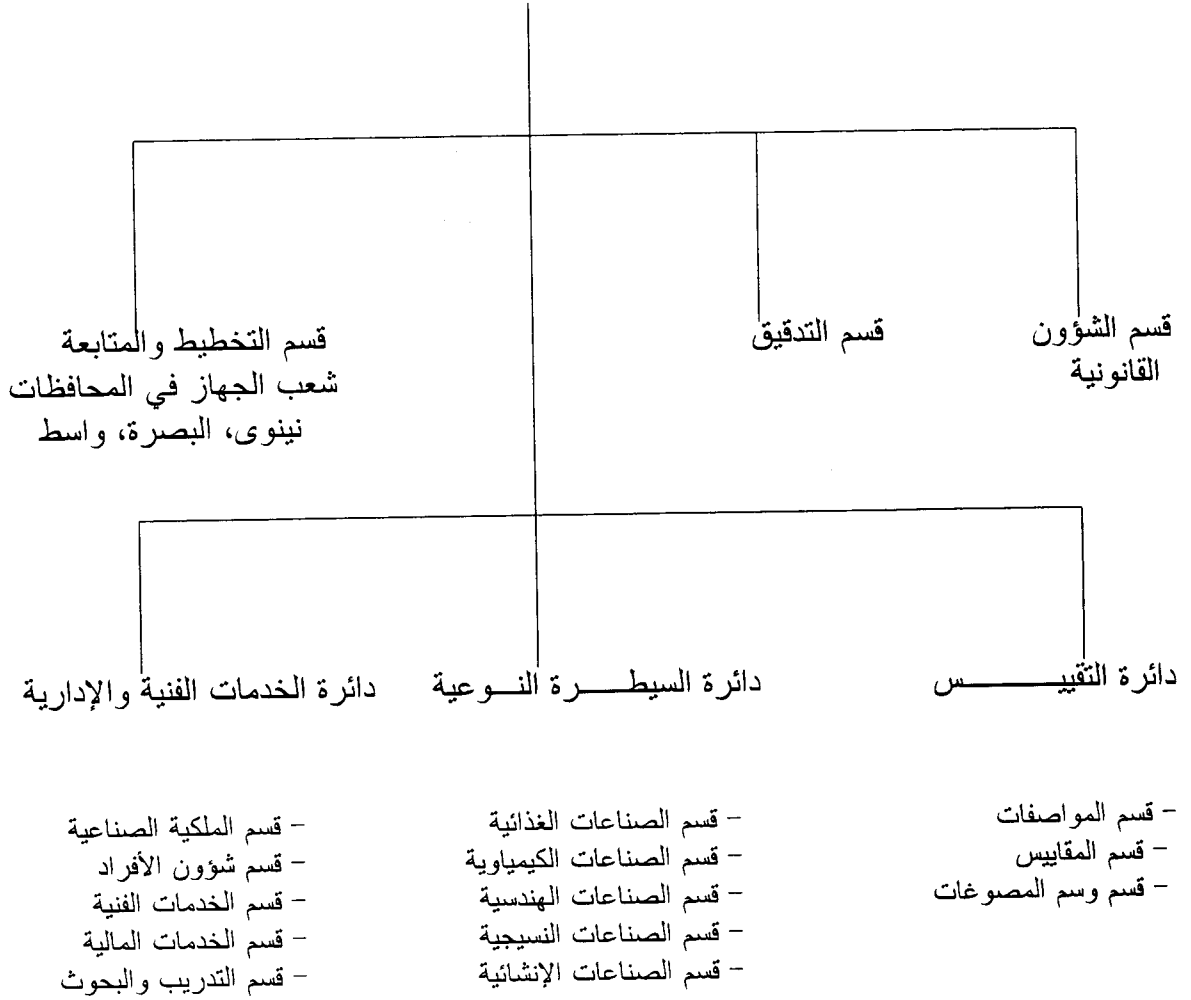 قسم الشؤون
القانونية
قسم التدقيق
قسم التخطيط والمتابعة
شعب الجهاز في المحافظات
نينوى، البصرة، واسط
دائرة التقييـــــــــس
دائرة السيطـــــرة النــوعية
دائرة الخدمات الفنية والإدارية
- قسم المواصفات
- قسم المقاييس
- قسم وسم المصوغات
- قسم الصناعات الغذائية
- قسم الصناعات الكيمياوية
- قسم الصناعات الهندسية
- قسم الصناعات النسيجية
- قسم الصناعات الإنشائية
- قسم الملكية الصناعية
- قسم شؤون الأفراد
- قسم الخدمات الفنية
- قسم الخدمات المالية
- قسم التدريب والبحوث